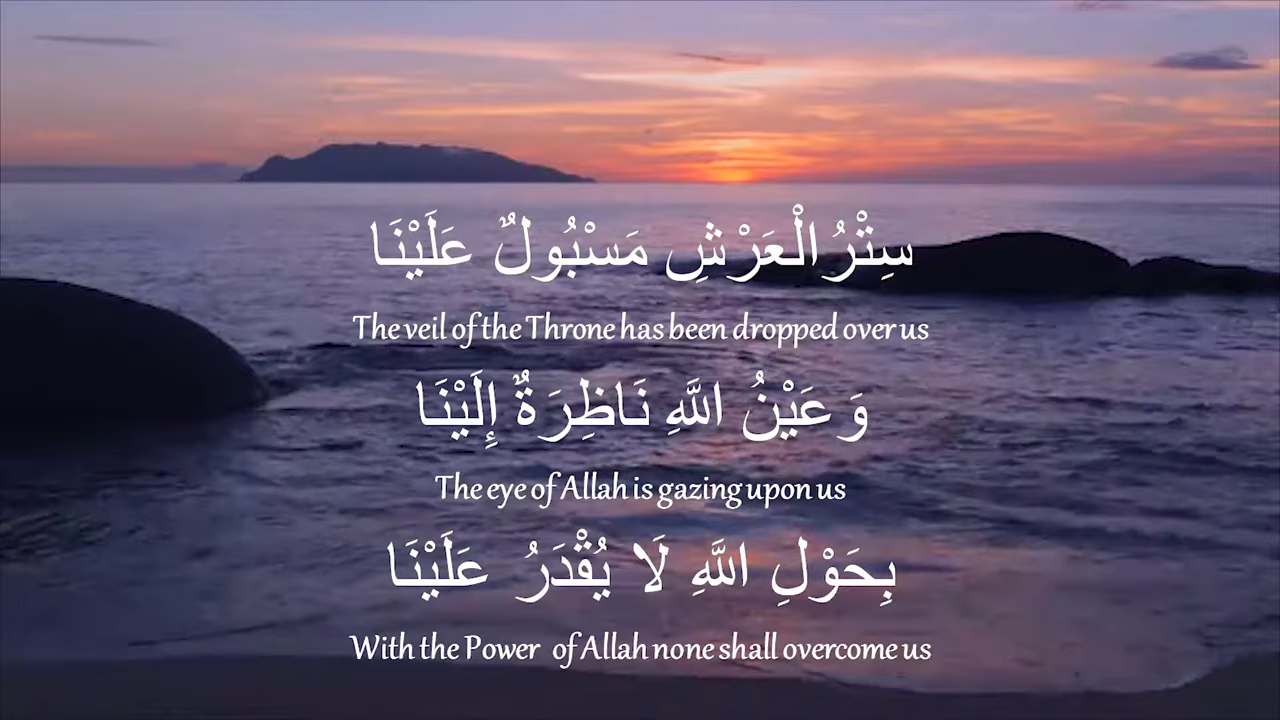 سِتْرُ الْعَرْشِ مَسْبُولٌ عَلَيْنَا
The veil of the Throne has been dropped over us
وَ عَيْنُ اللَّهِ نَاظِرَةٌ إِلَيْنَا
The eye of Allah is gazing upon us
بِحَوْلِ اللَّهِ لَا يُقْدَرُ عَلَيْنَا
With the Power of Allah none shall overcome us